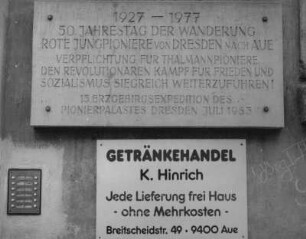 1927 - 1977
50. JAHRESTAG DER WANDERUNG
ROTE JUNGPIONIERE VON DRESDEN NACH AUE
VERPFLICHTUNG FÜR THÄLMANNPIONIERE
DEN REVOLUTIONÄREN KAMPF FÜR FRIEDEN UND
SOZIALISMUS SIEGREICH WEITERZUFÜHREN!
13. ERZGEBIRGSEXPEDITION DES
PIONIERPALASTES DRESDEN JULI 1983
GETRÄNKEHANDEL
K. Hinrich
Jede Lieferung frei Haus
- ohne Mehrkosten -
Breitscheidstr. 49 · 9400 Aue